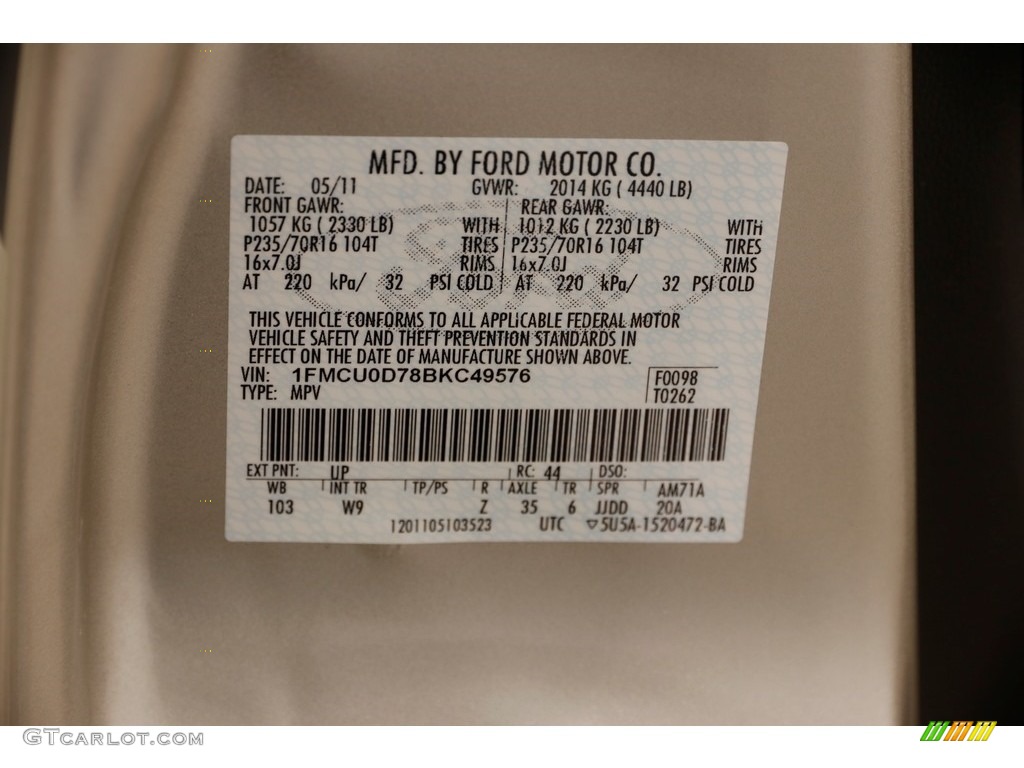 MFD. BY FORD MOTOR CO.
DATE: 05/11 GVWR: 2014 KG ( 4440 LB)
FRONT GAWR: REAR GAWR:
1057 KG ( 2330 LB) WITH 1012 KG ( 2230 LB) WITH
P235/70R16 104T TIRES P235/70R16 104T TIRES
16x7.0J RIMS 16x7.0J RIMS
AT 220 kPa/ 32 PSI COLD AT 220 kPa/ 32 PSI COLD
THIS VEHICLE CONFORMS TO ALL APPLICABLE FEDERAL MOTOR
VEHICLE SAFETY AND THEFT PREVENTION STANDARDS IN
EFFECT ON THE DATE OF MANUFACTURE SHOWN ABOVE.
VIN: 1FMCU0D78BKC49576 F0098
TYPE: MPV T0262
EXT PNT: UP RC: 44 DSO:
WB INT TR TP/PS R AXLE TR SPR AM71A
103 W9 Z 35 6 JJDD 20A
1201105103523 UTC ▽5U5A-1520472-BA
GTcarlot.com